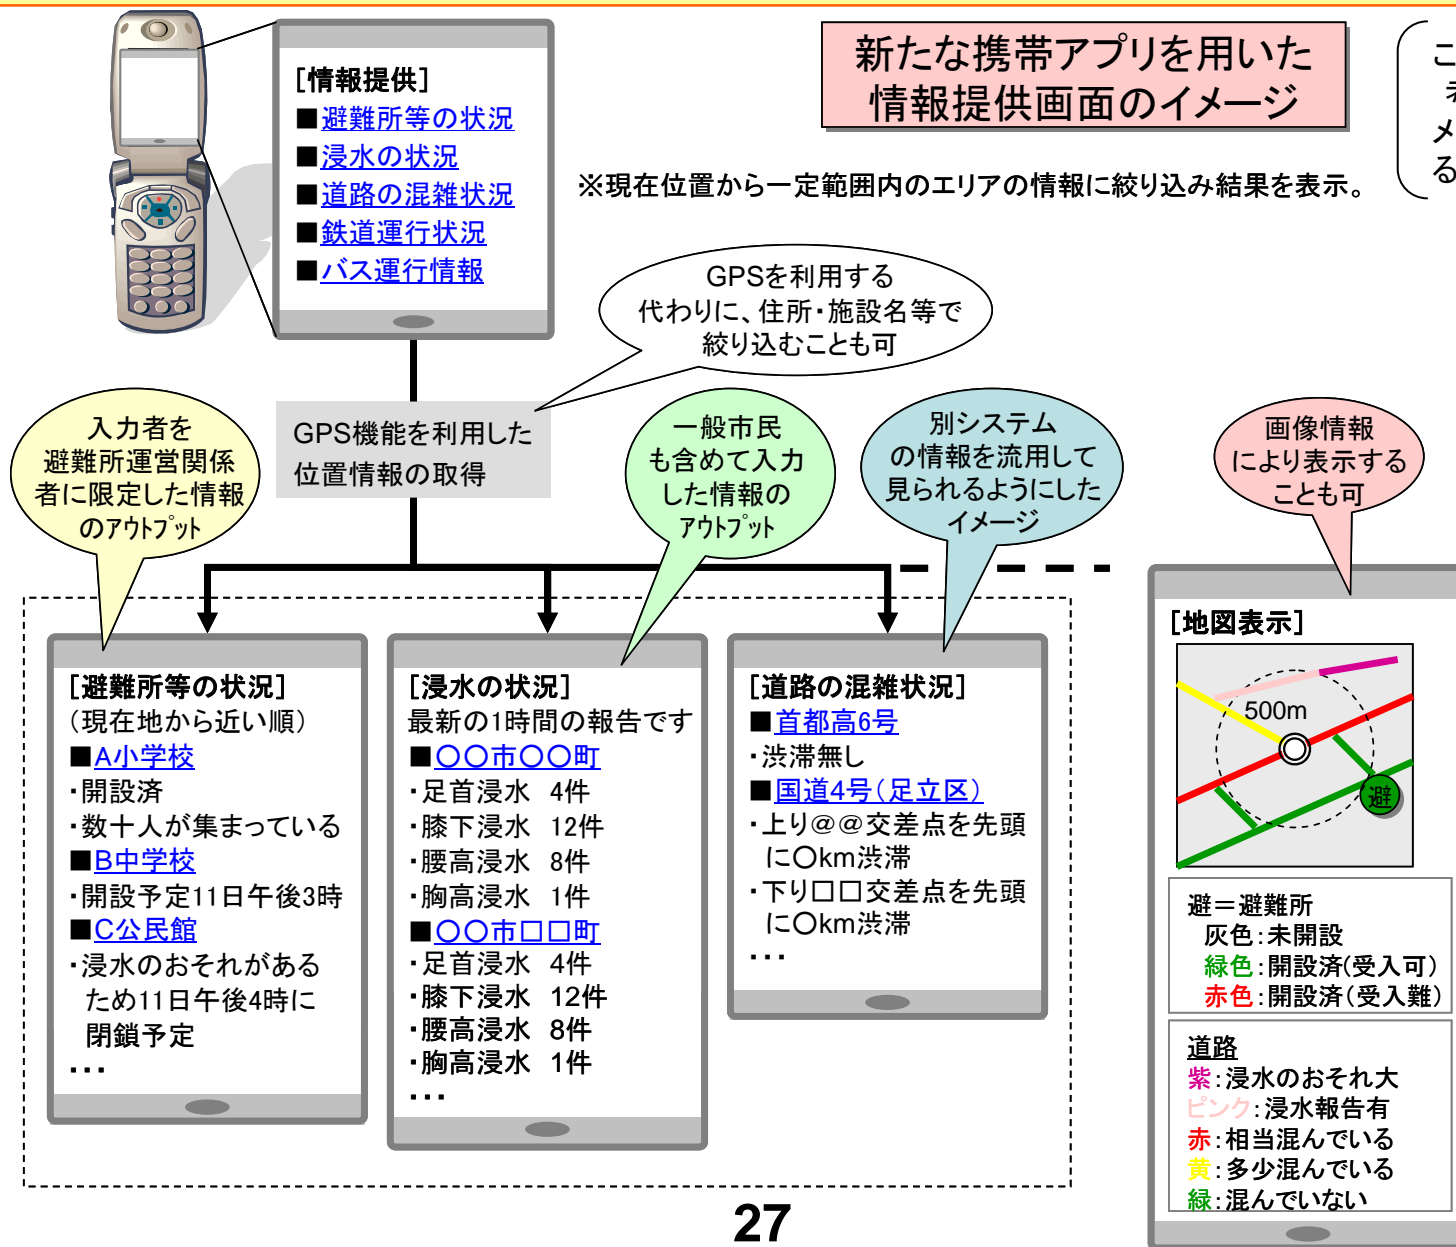 新たな携帯アプリを用いた
情報提供画面のイメージ
※現在位置から一定範囲内のエリアの情報に絞り込み結果を表示。
［情報提供］
■避難所等の状況
■浸水の状況
■道路の混雑状況
■鉄道運行状況
■バス運行情報
GPSを利用する
代わりに、住所・施設名等で
絞り込むことも可
GPS機能を利用した
位置情報の取得
入力者を
避難所運営関係
者に限定した情報
のｱｳﾄﾌﾟｯﾄ
一般市民
も含めて入力
した情報の
ｱｳﾄﾌﾟｯﾄ
別システム
の情報を流用して
見られるようにした
イメージ
画像情報
により表示する
ことも可
［避難所等の状況］
（現在地から近い順）
■A小学校
・開設済
・数十人が集まっている
■B中学校
・開設予定11日午後3時
■C公民館
・浸水のおそれがある
ため11日午後4時に
閉鎖予定
・・・
［浸水の状況］
最新の1時間の報告です
■〇〇市〇〇町
・足首浸水 4件
・膝下浸水 12件
・腰高浸水 8件
・胸高浸水 1件
■〇〇市□□町
・足首浸水 4件
・膝下浸水 12件
・腰高浸水 8件
・胸高浸水 1件
・・・
［道路の混雑状況］
■首都高6号
・渋滞無し
■国道4号（足立区）
・上り＠＠交差点を先頭
に〇km渋滞
・下り□□交差点を先頭
に〇km渋滞
・・・
［地図表示］
500m
避
避＝避難所
灰色：未開設
緑色：開設済（受入可）
赤色：開設済（受入難）
道路
紫：浸水のおそれ大
ピンク：浸水報告有
赤：相当混んでいる
黄：多少混んでいる
緑：混んでいない
27